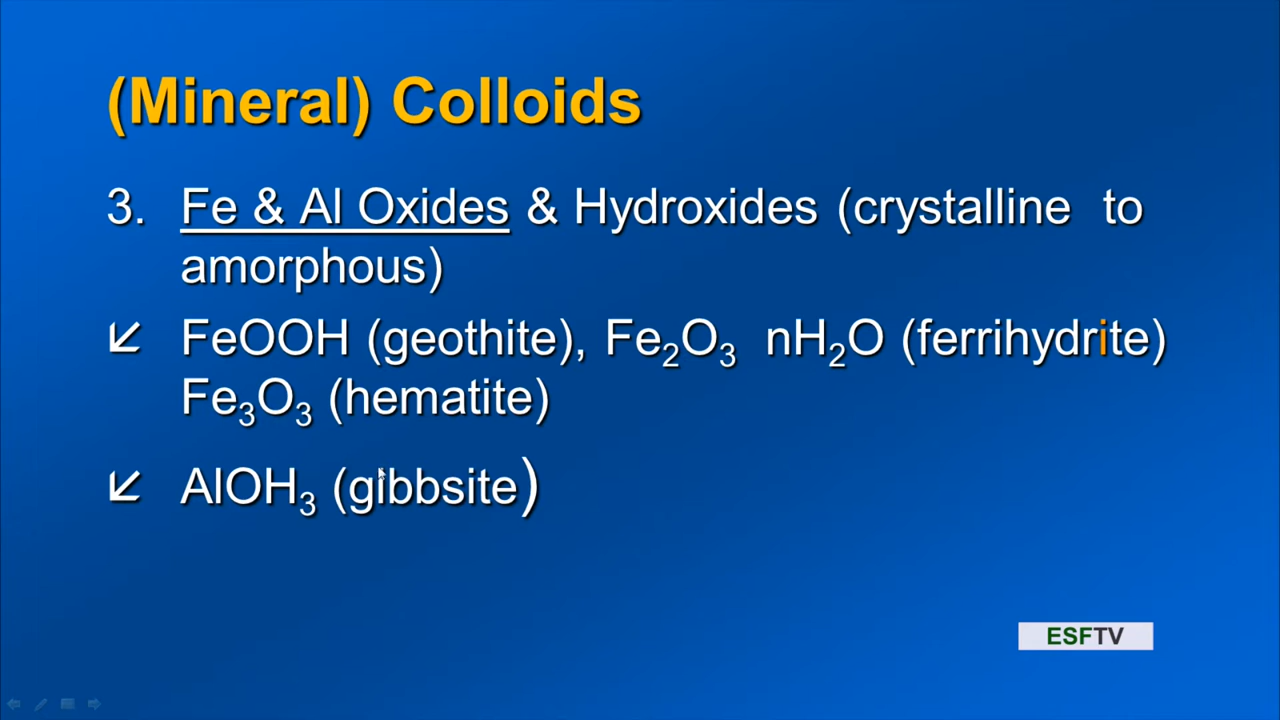 (Mineral) Colloids
3. Fe & Al Oxides & Hydroxides (crystalline to
amorphous)
FeOOH (geothite), Fe₂O₃ nH₂O (ferrihydrite)
Fe₃O₃ (hematite)
AlOH₃ (gibbsite)
ESFTV